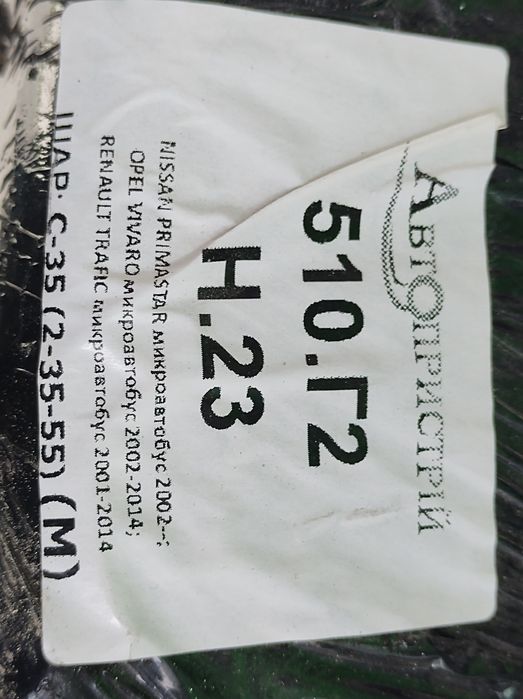 Автопристрій
510.Г2
Н.23
NISSAN PRIMASTAR микроавтобус 2002--;
OPEL VIVARO микроавтобус 2002-2014;
RENAULT TRAFIC микроавтобус 2001-2014
ШАР: С-35 (2-35-55) (М)